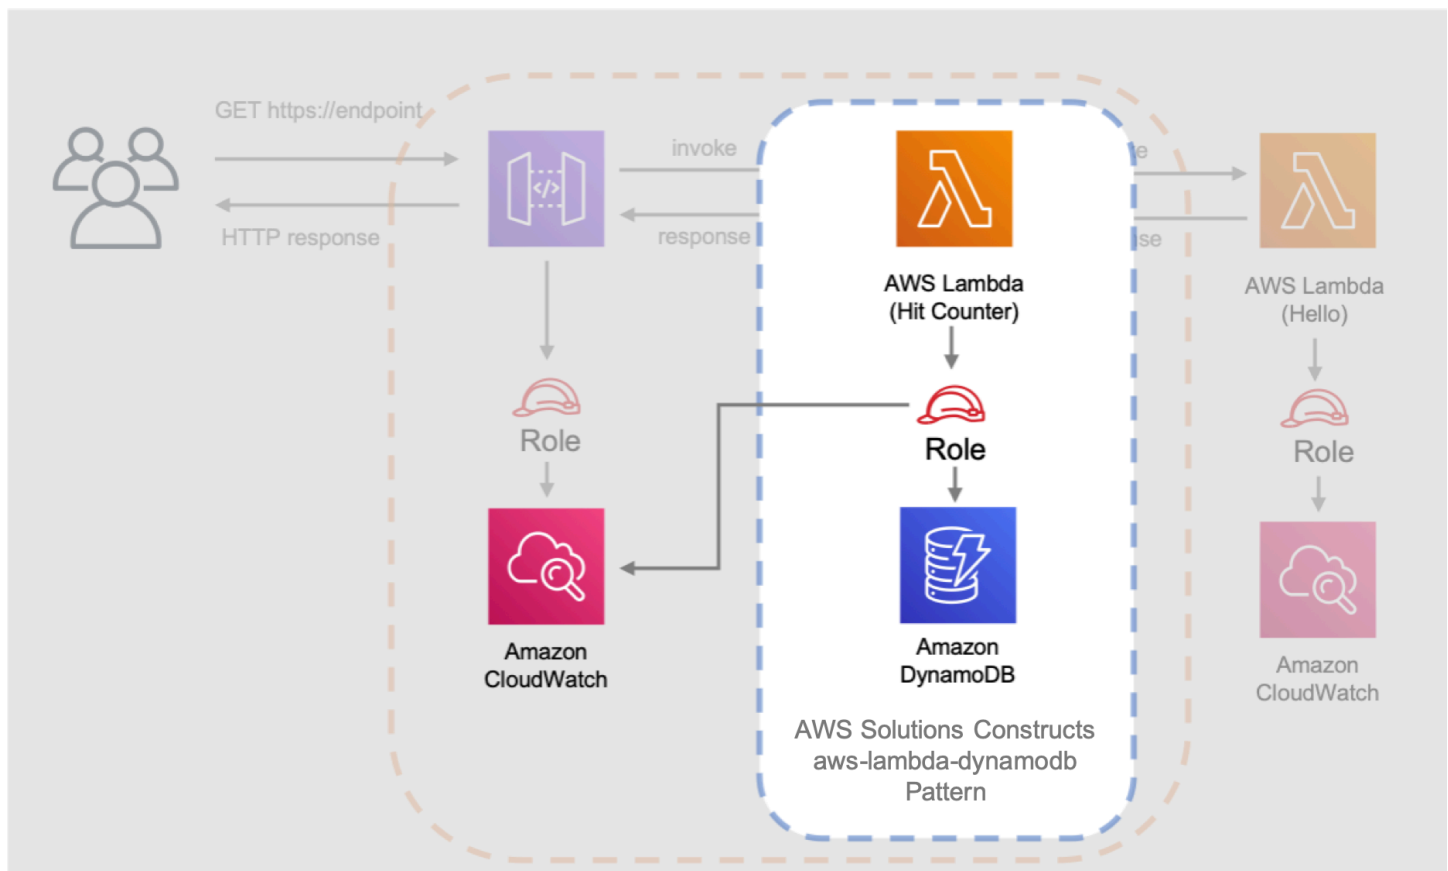 GET https://endpoint
invoke
HTTP response
response
AWS Lambda
(Hit Counter)
AWS Lambda
(Hello)
Role
Role
Role
Amazon
CloudWatch
Amazon
DynamoDB
Amazon
CloudWatch
AWS Solutions Constructs
aws-lambda-dynamodb
Pattern